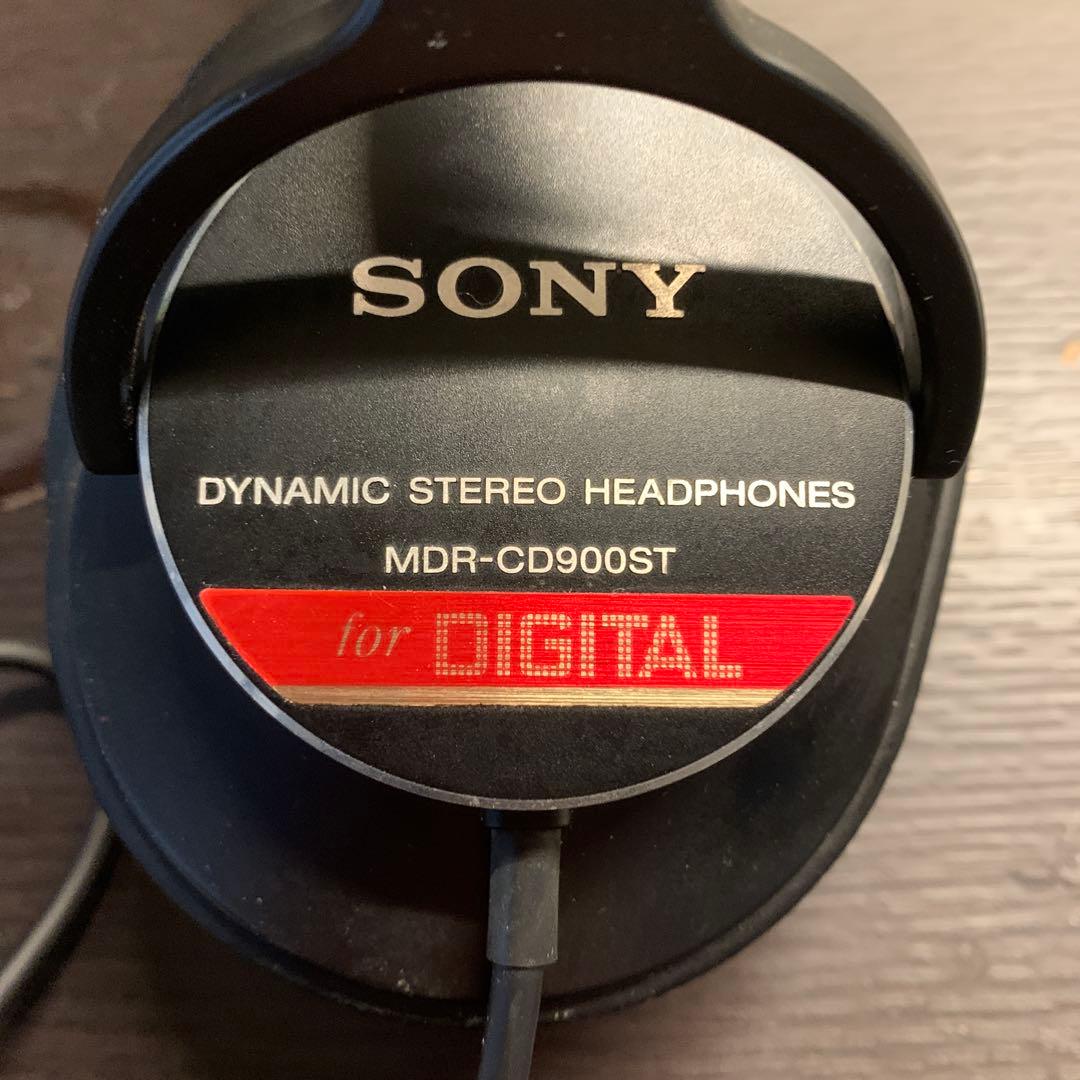 SONY
DYNAMIC STEREO HEADPHONES
MDR-CD900ST
for DIGITAL